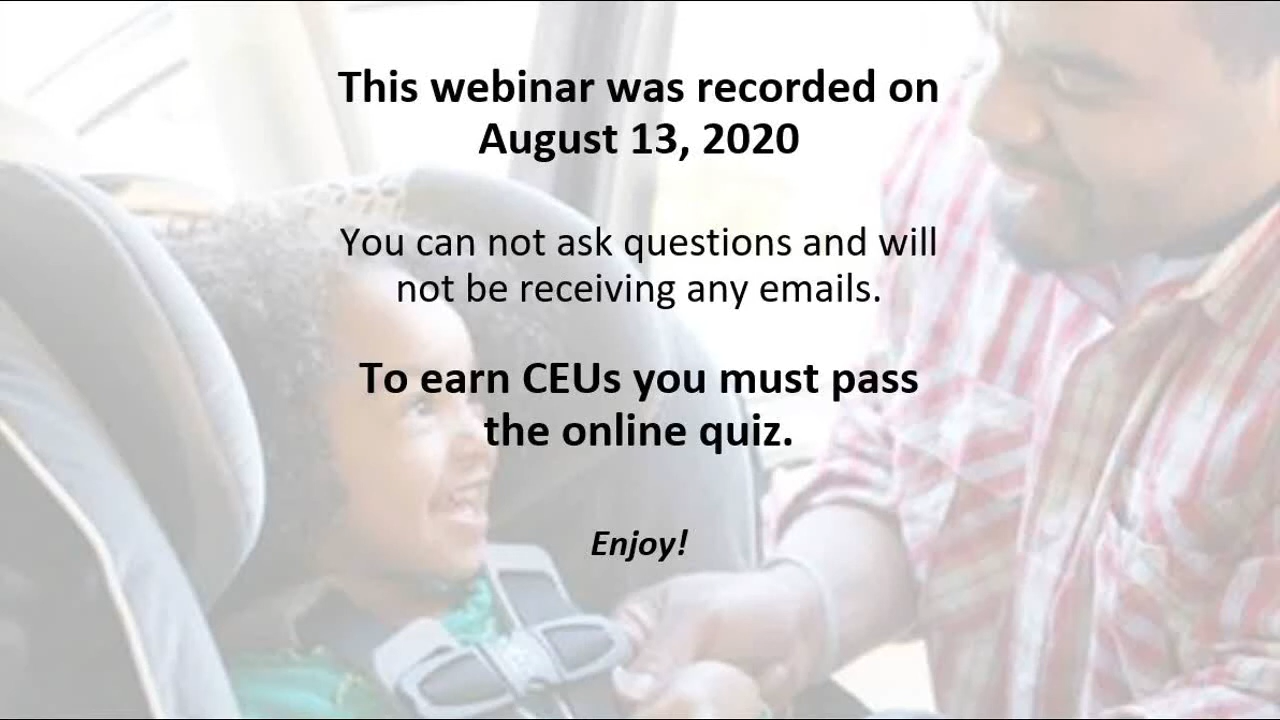 This webinar was recorded on
August 13, 2020
You can not ask questions and will
not be receiving any emails.
To earn CEUs you must pass
the online quiz.
Enjoy!